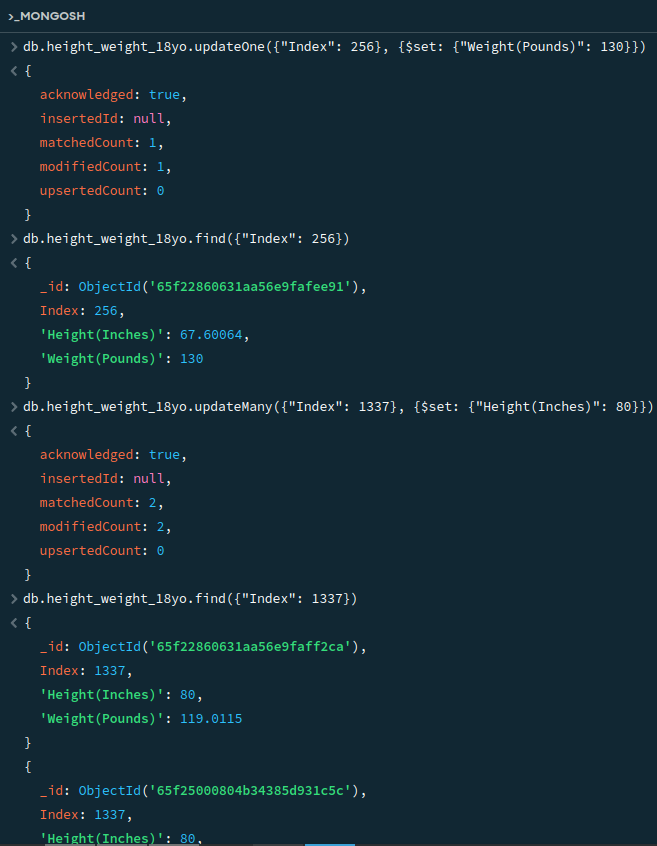 >_MONGOSH
> db.height_weight_18yo.updateOne({"Index": 256}, {$set: {"Weight(Pounds)": 130}})
< {
acknowledged: true,
insertedId: null,
matchedCount: 1,
modifiedCount: 1,
upsertedCount: 0
}
> db.height_weight_18yo.find({"Index": 256})
< {
_id: ObjectId('65f22860631aa56e9fafee91'),
Index: 256,
'Height(Inches)': 67.60064,
'Weight(Pounds)': 130
}
> db.height_weight_18yo.updateMany({"Index": 1337}, {$set: {"Height(Inches)": 80}})
< {
acknowledged: true,
insertedId: null,
matchedCount: 2,
modifiedCount: 2,
upsertedCount: 0
}
> db.height_weight_18yo.find({"Index": 1337})
< {
_id: ObjectId('65f22860631aa56e9faff2ca'),
Index: 1337,
'Height(Inches)': 80,
'Weight(Pounds)': 119.0115
}
{
_id: ObjectId('65f25000804b34385d931c5c'),
Index: 1337,
'Height(Inches)': 80,